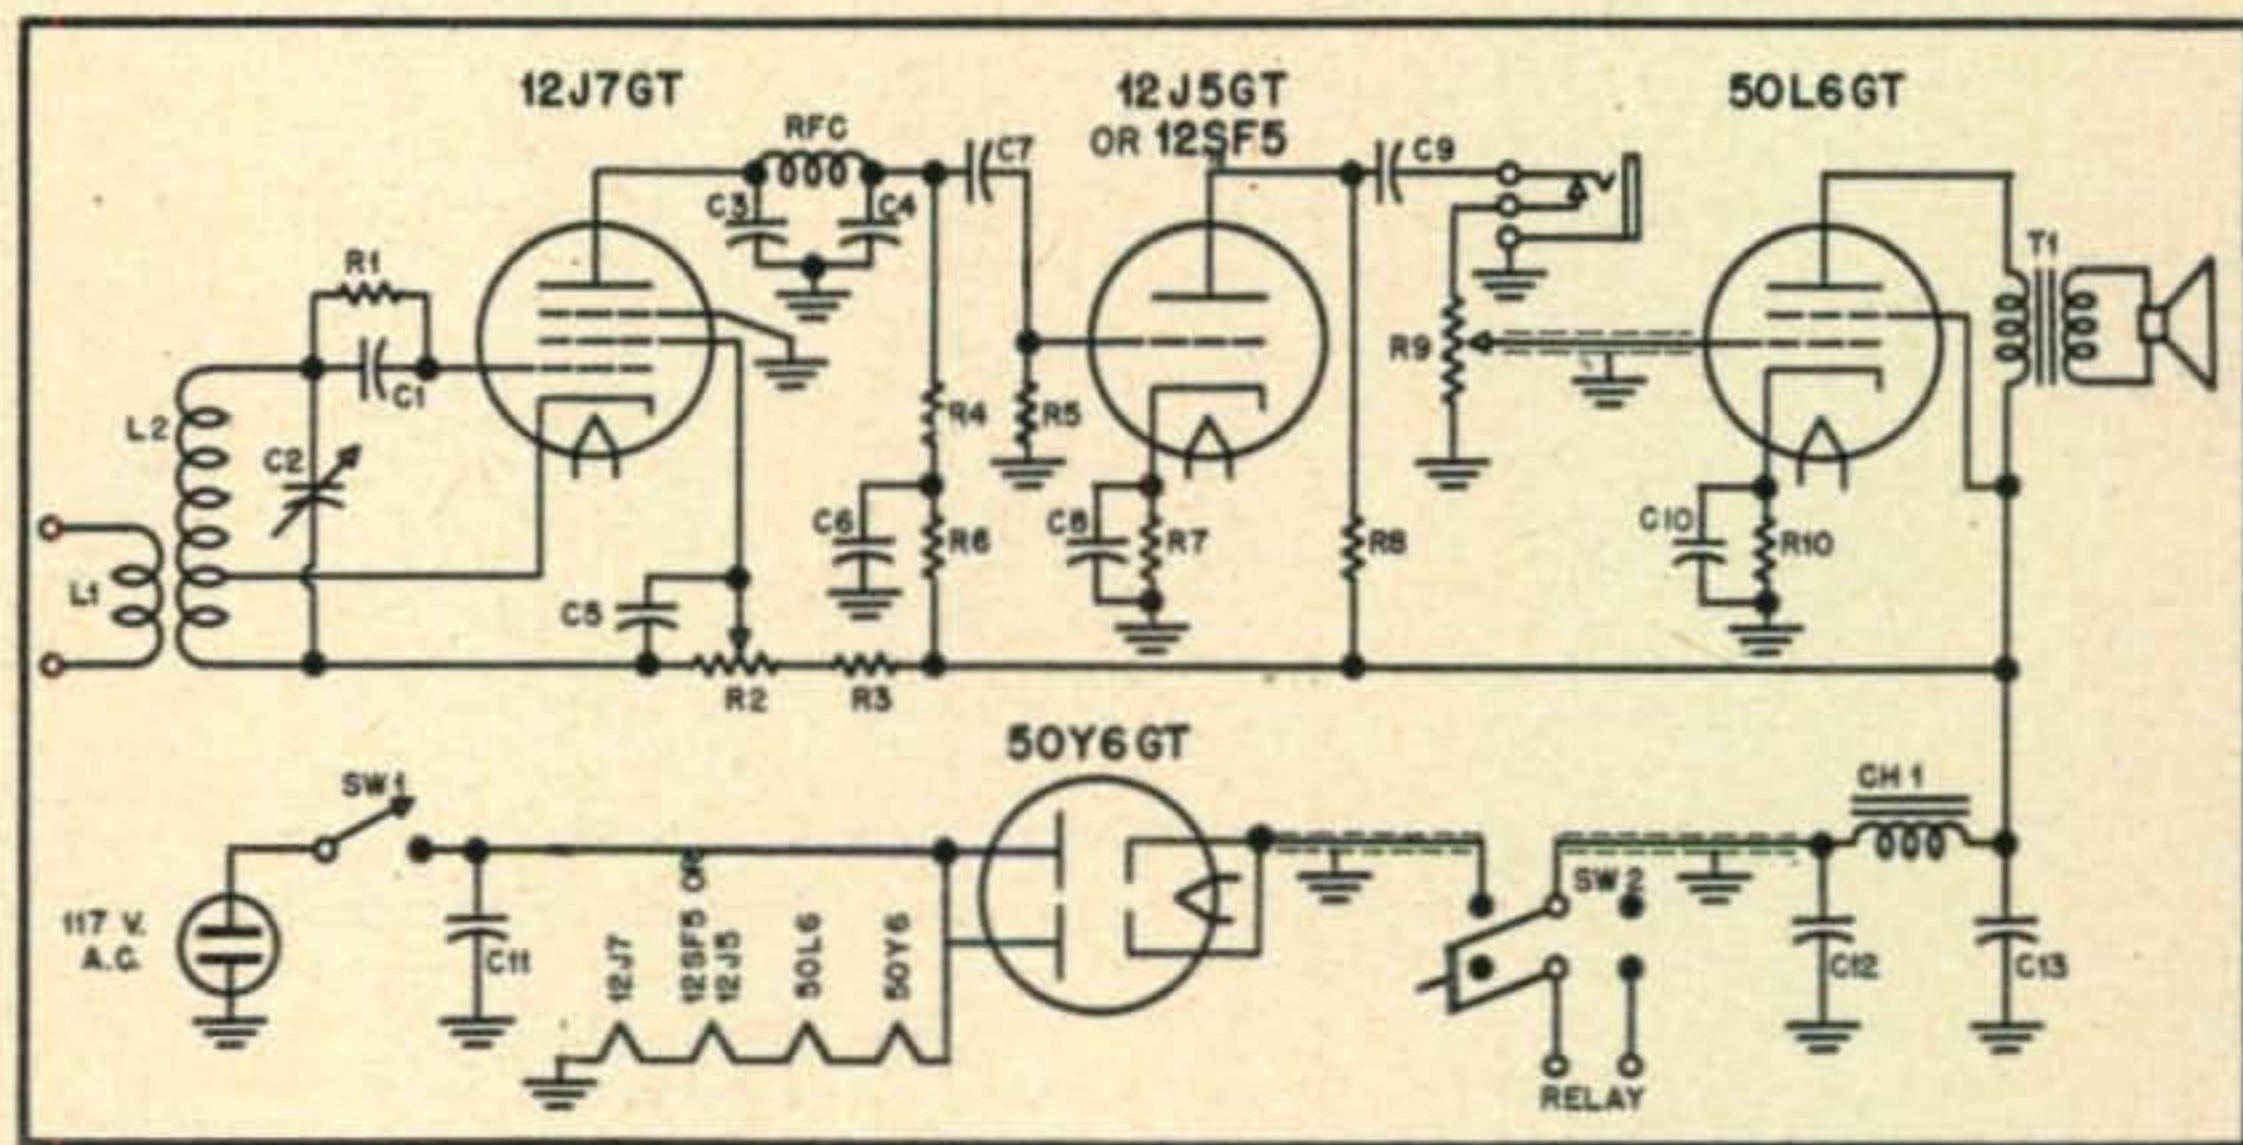 12J7GT
12J5GT
OR 12SF5
50L6GT
RFC
C7
C9
C3
C4
T1
R1
C1
R9
L2
C2
R4
R5
C6
R6
C8
R7
R8
C10
R10
L1
C5
R2
R3
50Y6GT
SW1
CH 1
SW2
117 V.
A.C.
C11
12J7
12SF5 OR
12J5
50L6
50Y6
C12
C13
RELAY